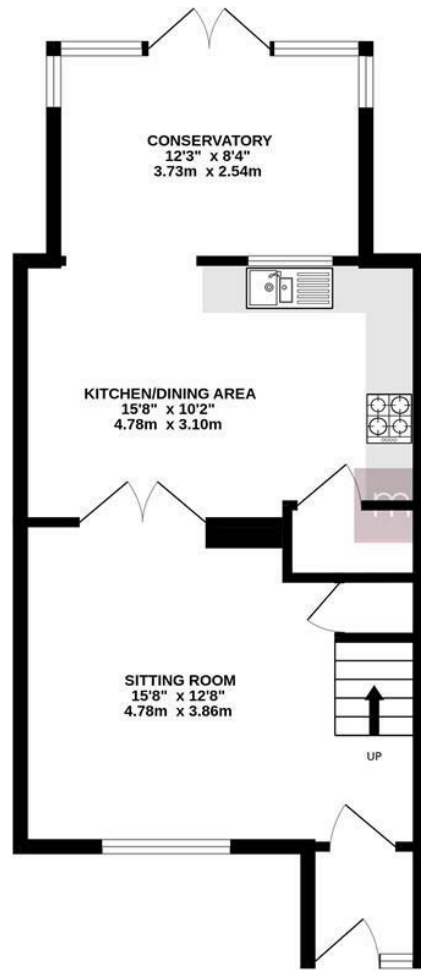 CONSERVATORY
12'3" x 8'4"
3.73m x 2.54m
KITCHEN/DINING AREA
15'8" x 10'2"
4.78m x 3.10m
m
SITTING ROOM
15'8" x 12'8"
4.78m x 3.86m
UP